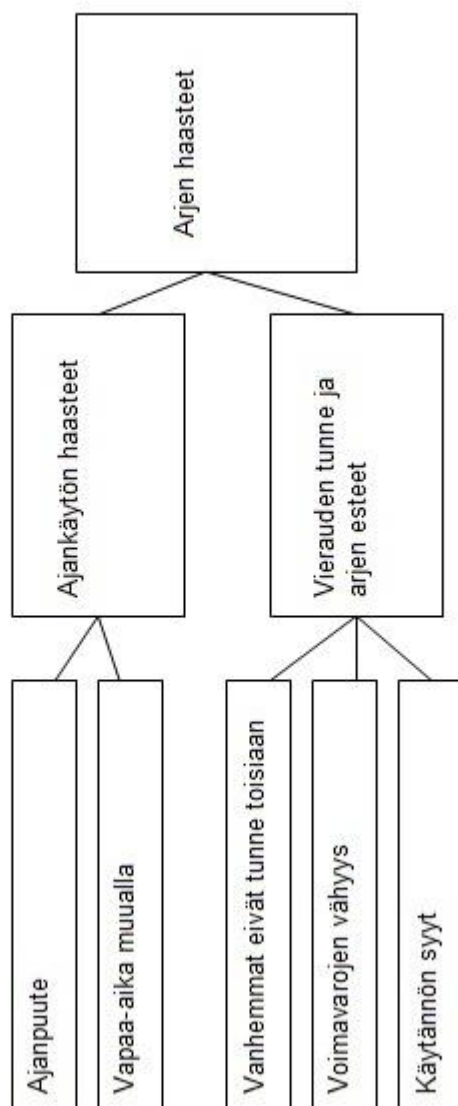 Ajanpuute
Vapaa-aika muualla
Vanhemmat eivät tunne toisiaan
Voimavarojen vähyys
Käytännön syyt
Ajankäytön haasteet
Vierauden tunne ja
arjen esteet
Arjen haasteet